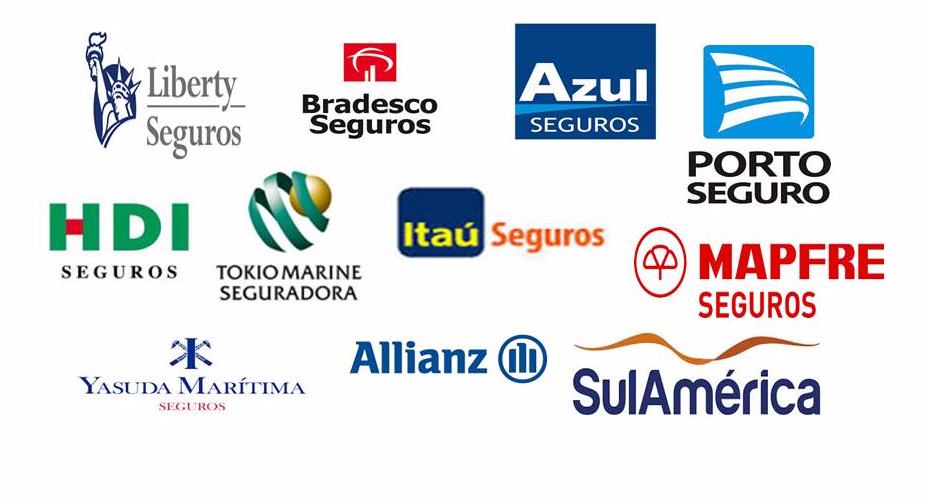 Liberty
Seguros
Bradesco
Seguros
Azul
SEGUROS
PORTO
SEGURO
HDI
SEGUROS
TOKIO MARINE
SEGURADORA
Itaú Seguros
MAPFRE
SEGUROS
YASUDA MARÍTIMA
SEGUROS
Allianz
SulAmérica